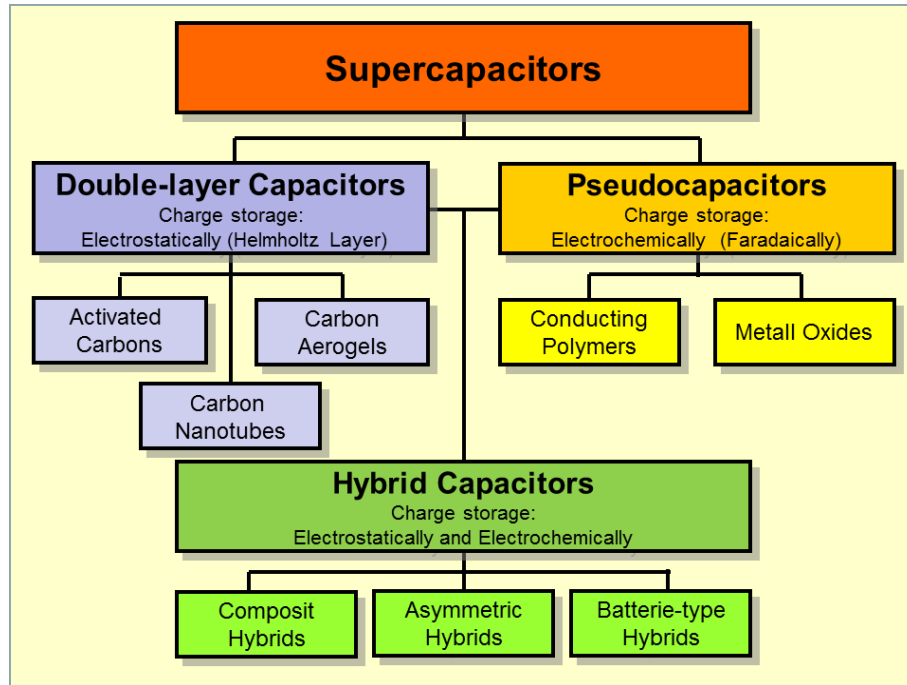 Supercapacitors
Double-layer Capacitors
Charge storage:
Electrostatically (Helmholtz Layer)
Pseudocapacitors
Charge storage:
Electrochemically (Faradaically)
Activated
Carbons
Carbon
Aerogels
Carbon
Nanotubes
Conducting
Polymers
Metall Oxides
Hybrid Capacitors
Charge storage:
Electrostatically and Electrochemically
Composit
Hybrids
Asymmetric
Hybrids
Batterie-type
Hybrids